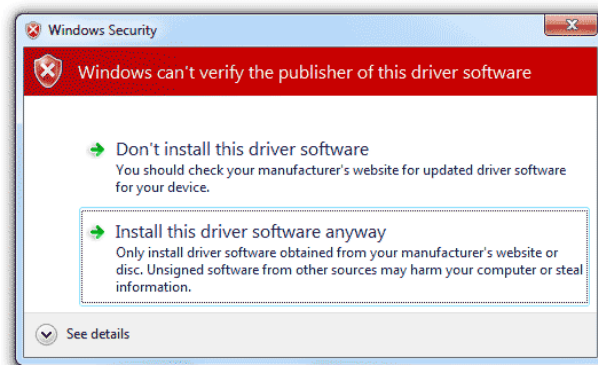 Windows Security
Windows can't verify the publisher of this driver software
Don't install this driver software
You should check your manufacturer's website for updated driver software
for your device.
Install this driver software anyway
Only install driver software obtained from your manufacturer's website or
disc. Unsigned software from other sources may harm your computer or steal
information.
See details